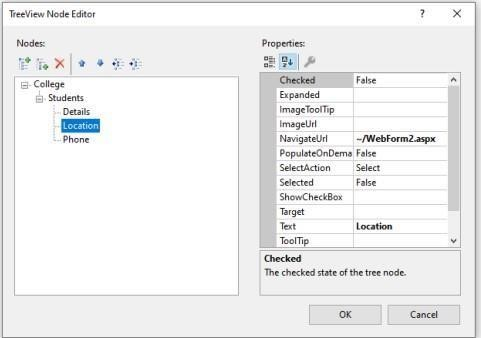 TreeView Node Editor ? ×
Nodes:
College
Students
Details
Location
Phone
Properties:
Checked False
Expanded
ImageToolTip
ImageUrl
NavigateUrl ~/WebForm2.aspx
PopulateOnDema False
SelectAction Select
Selected False
ShowCheckBox
Target
Text Location
ToolTip
Checked
The checked state of the tree node.
OK Cancel